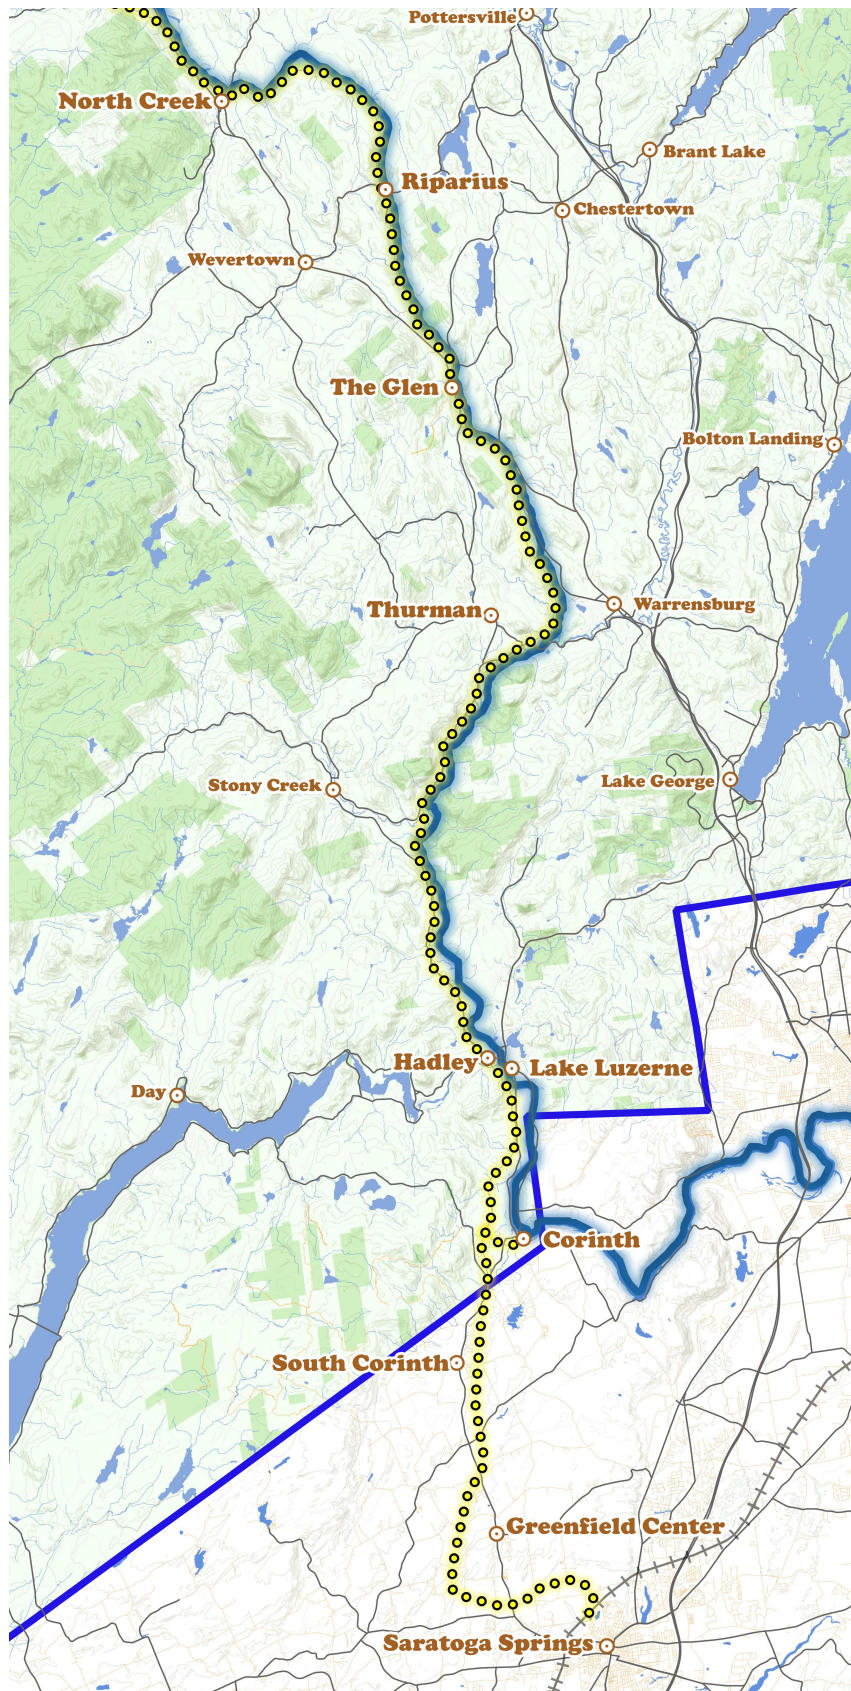 Pottersville
North Creek
Brant Lake
Riparius
Chestertown
Wevertown
The Glen
Bolton Landing
Thurman
Warrensburg
Lake George
Stony Creek
Hadley
Lake Luzerne
Day
Corinth
South Corinth
Greenfield Center
Saratoga Springs